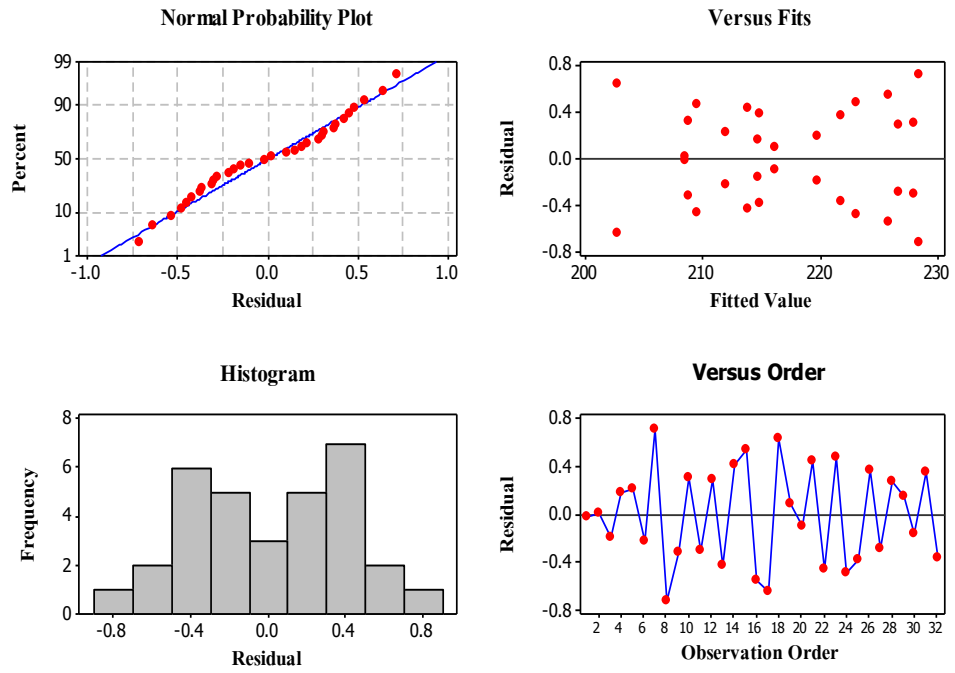 Normal Probability Plot
99
90
50
10
1
Percent
-1.0 -0.5 0.0 0.5 1.0
Residual
Versus Fits
0.8
0.4
0.0
-0.4
-0.8
Residual
200 210 220 230
Fitted Value
Histogram
8
6
4
2
0
Frequency
-0.8 -0.4 0.0 0.4 0.8
Residual
Versus Order
0.8
0.4
0.0
-0.4
-0.8
Residual
2 4 6 8 10 12 14 16 18 20 22 24 26 28 30 32
Observation Order